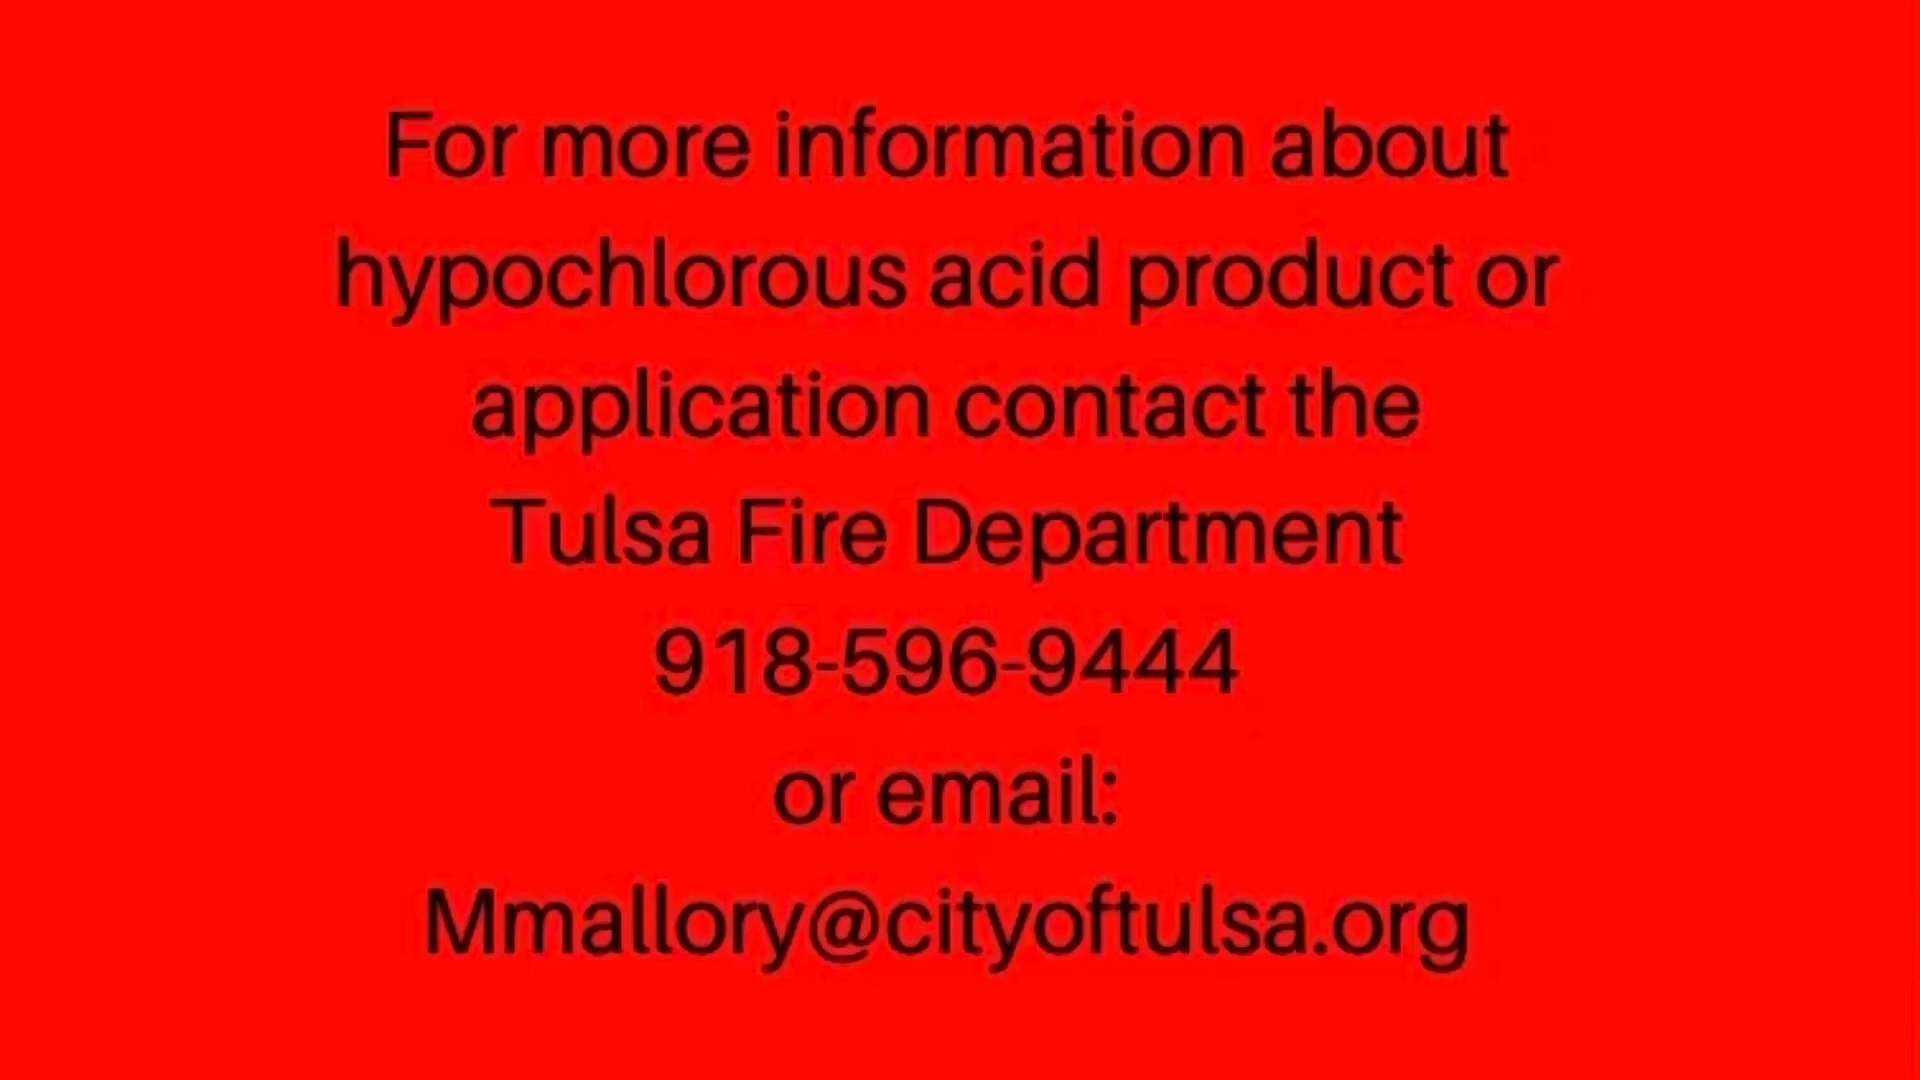 For more information about
hypochlorous acid product or
application contact the
Tulsa Fire Department
918-596-9444
or email:
Mmallory@cityoftulsa.org